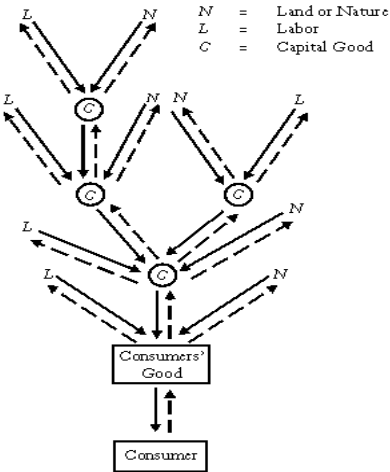 L N N = Land or Nature
L = Labor
C = Capital Good
C
L N N L
C C
L N
C
L N
Consumers'
Good
Consumer